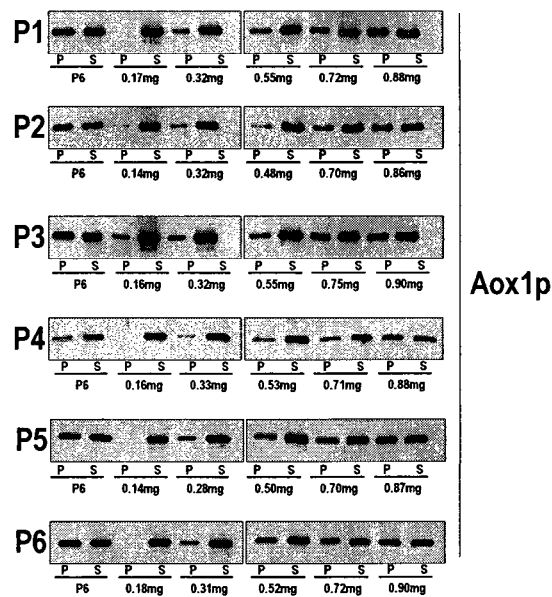 P1
P S P S P S P S P S P S
P6 0.17mg 0.32mg 0.55mg 0.72mg 0.88mg
P2
P S P S P S P S P S P S
P6 0.14mg 0.32mg 0.48mg 0.70mg 0.86mg
P3
P S P S P S P S P S P S
P6 0.16mg 0.32mg 0.55mg 0.75mg 0.90mg
Aox1p
P4
P S P S P S P S P S P S
P6 0.16mg 0.33mg 0.53mg 0.71mg 0.88mg
P5
P S P S P S P S P S P S
P6 0.14mg 0.28mg 0.50mg 0.70mg 0.87mg
P6
P S P S P S P S P S P S
P6 0.18mg 0.31mg 0.52mg 0.72mg 0.90mg